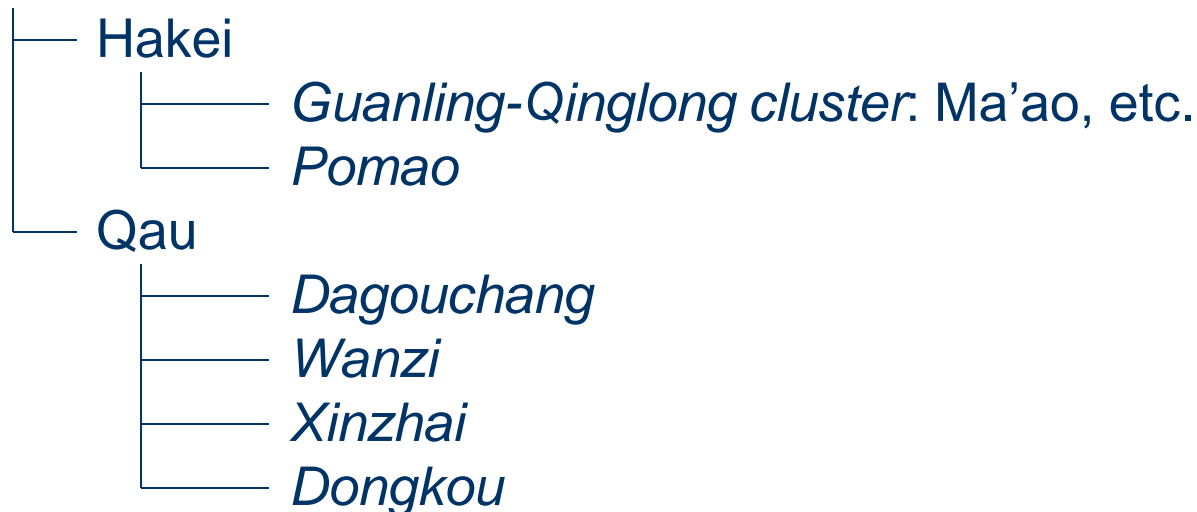 Hakei
Guanling-Qinglong cluster: Ma’ao, etc.
Pomao
Qau
Dagouchang
Wanzi
Xinzhai
Dongkou